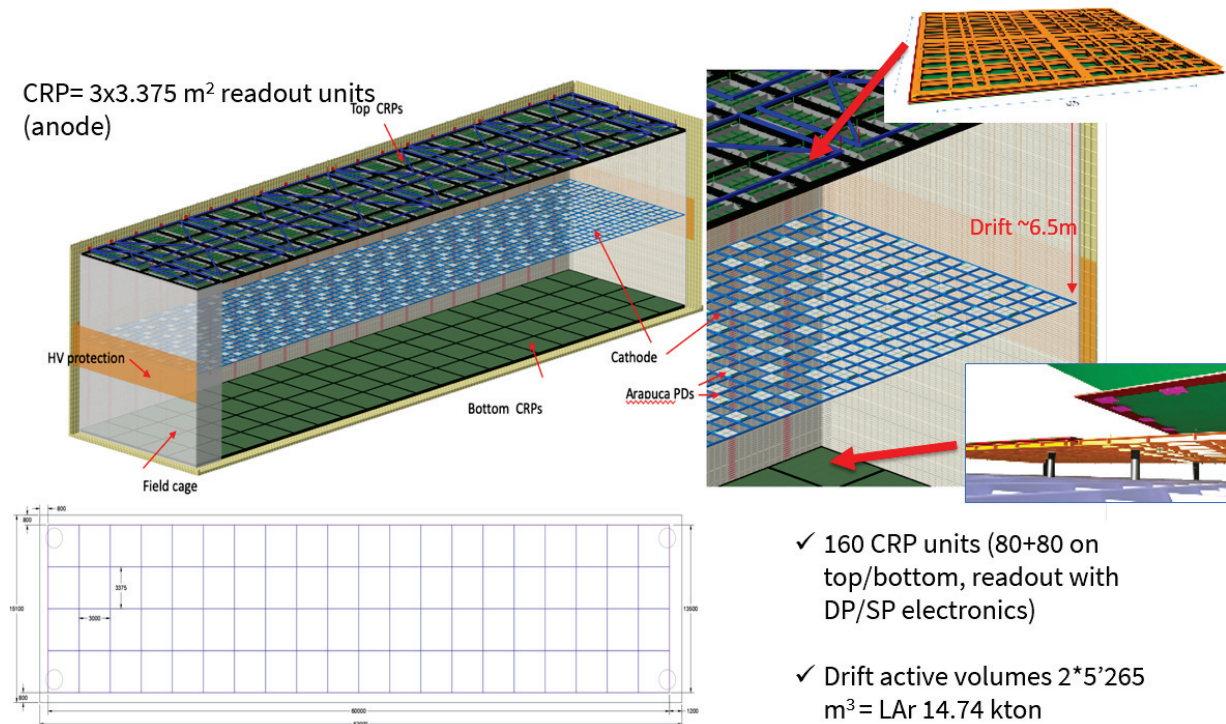 CRP= 3x3.375 m² readout units
(anode)
Top CRPs
HV protection
Field cage
Bottom CRPs
Cathode
Arapuca PDs
Drift ~6.5m
800
800
3375
3000
15100
13500
800
60000
1200
✓ 160 CRP units (80+80 on
top/bottom, readout with
DP/SP electronics)
✓ Drift active volumes 2*5'265
m³ = LAr 14.74 kton